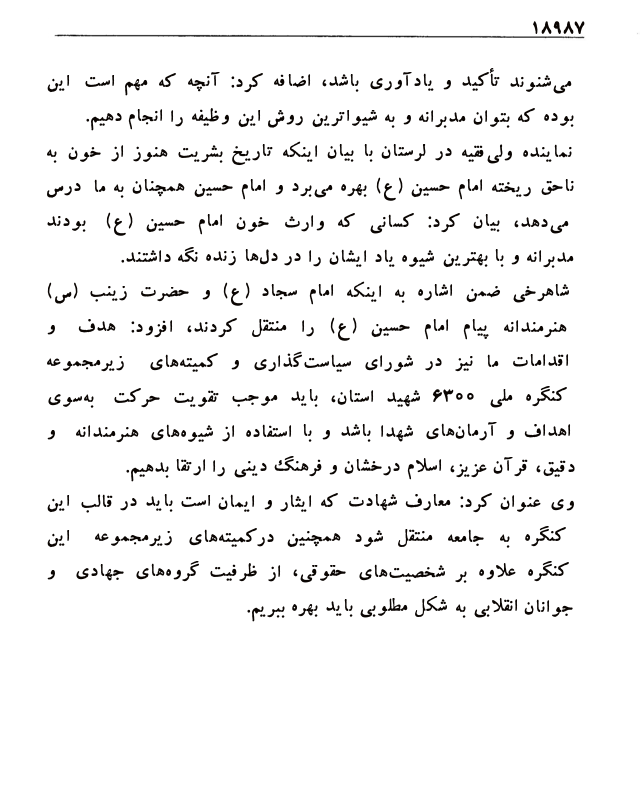 ۱۸۹۸۷
می‌شنوند تأکید و یادآوری باشد، اضافه کرد: آنچه که مهم است این
بوده که بتوان مدبرانه و به شیواترین روش این وظیفه را انجام دهیم.
نماینده ولی‌فقیه در لرستان با بیان اینکه تاریخ بشریت هنوز از خون به
ناحق ریخته امام حسین (ع) بهره می‌برد و امام حسین همچنان به ما درس
می‌دهد، بیان کرد: کسانی که وارث خون امام حسین (ع) بودند
مدبرانه و با بهترین شیوه یاد ایشان را در دل‌ها زنده نگه داشتند.
شاهرخی ضمن اشاره به اینکه امام سجاد (ع) و حضرت زینب (س)
هنرمندانه پیام امام حسین (ع) را منتقل کردند، افزود: هدف و
اقدامات ما نیز در شورای سیاست‌گذاری و کمیته‌های زیرمجموعه
کنگره ملی ۶۳۰۰ شهید استان، باید موجب تقویت حرکت به‌سوی
اهداف و آرمان‌های شهدا باشد و با استفاده از شیوه‌های هنرمندانه و
دقیق، قرآن عزیز، اسلام درخشان و فرهنگ دینی را ارتقا بدهیم.
وی عنوان کرد: معارف شهادت که ایثار و ایمان است باید در قالب این
کنگره به جامعه منتقل شود همچنین درکمیته‌های زیرمجموعه این
کنگره علاوه بر شخصیت‌های حقوقی، از ظرفیت گروه‌های جهادی و
جوانان انقلابی به شکل مطلوبی باید بهره ببریم.